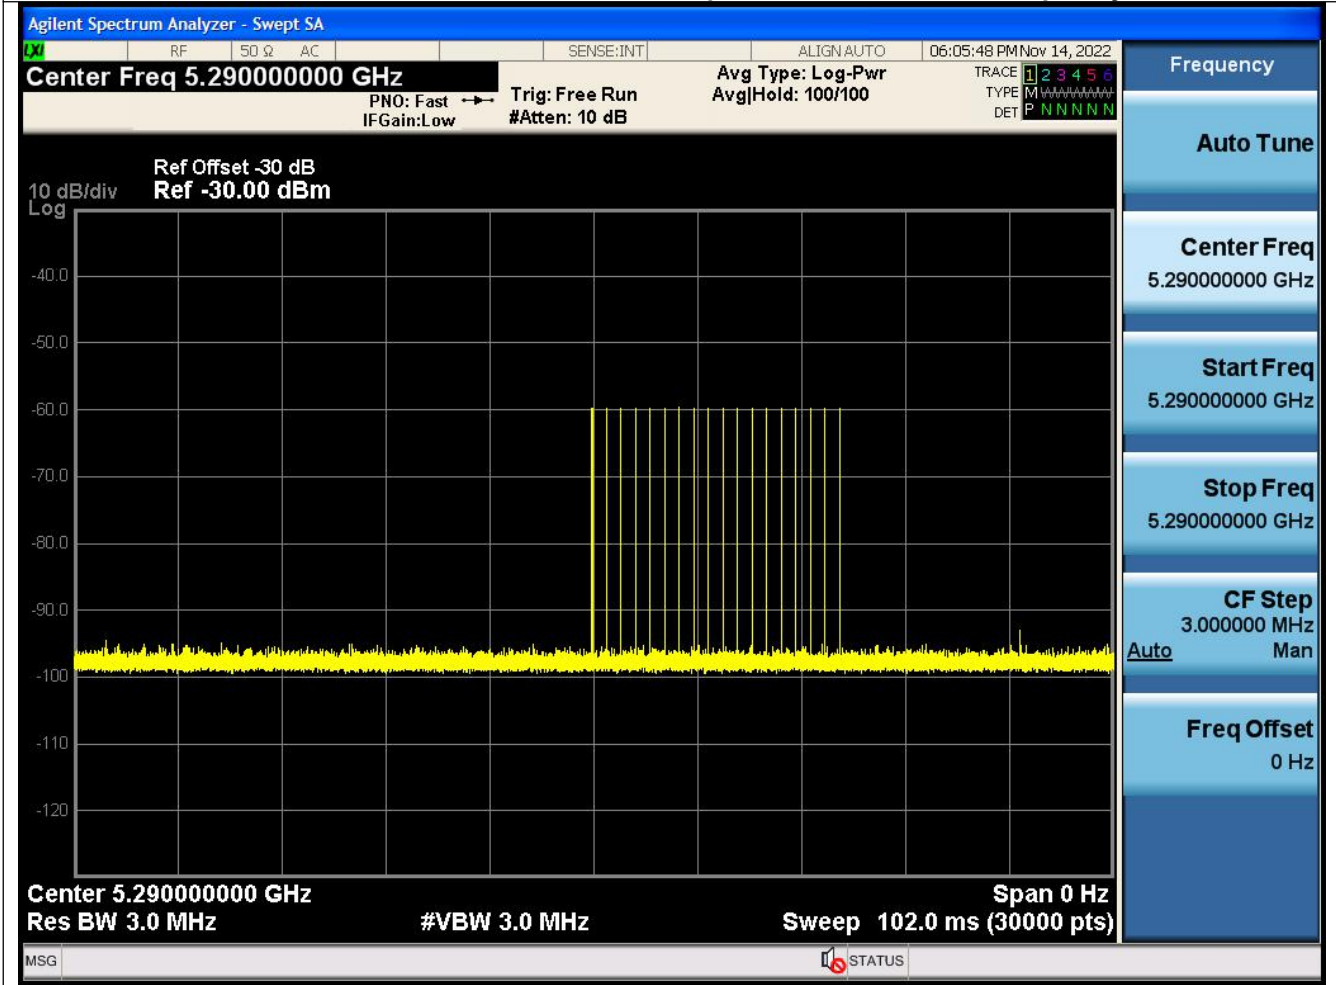 Agilent Spectrum Analyzer - Swept SA
LXI RF 50 Ω AC SENSE:INT ALIGN AUTO 06:05:48 PM Nov 14, 2022
Center Freq 5.290000000 GHz
PNO: Fast
IFGain:Low
Trig: Free Run
#Atten: 10 dB
Avg Type: Log-Pwr
Avg|Hold: 100/100
TRACE 1 2 3 4 5 6
TYPE M
DET P N N N N N
Ref Offset -30 dB
10 dB/div Ref -30.00 dBm
Log
-40.0
-50.0
-60.0
-70.0
-80.0
-90.0
-100
-110
-120
Center 5.290000000 GHz Span 0 Hz
Res BW 3.0 MHz #VBW 3.0 MHz Sweep 102.0 ms (30000 pts)
MSG STATUS
Frequency
Auto Tune
Center Freq
5.290000000 GHz
Start Freq
5.290000000 GHz
Stop Freq
5.290000000 GHz
CF Step
3.000000 MHz
Auto Man
Freq Offset
0 Hz